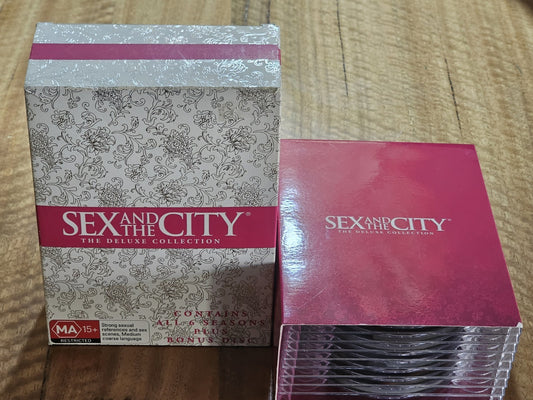 SEX AND THE CITY®
THE DELUXE COLLECTION
CONTAINS
ALL 6 SEASONS
PLUS
BONUS DISC
MA 15+
RESTRICTED
Strong sexual
references and sex
scenes, Medium
coarse language
SEX AND THE CITY™
THE DELUXE COLLECTION